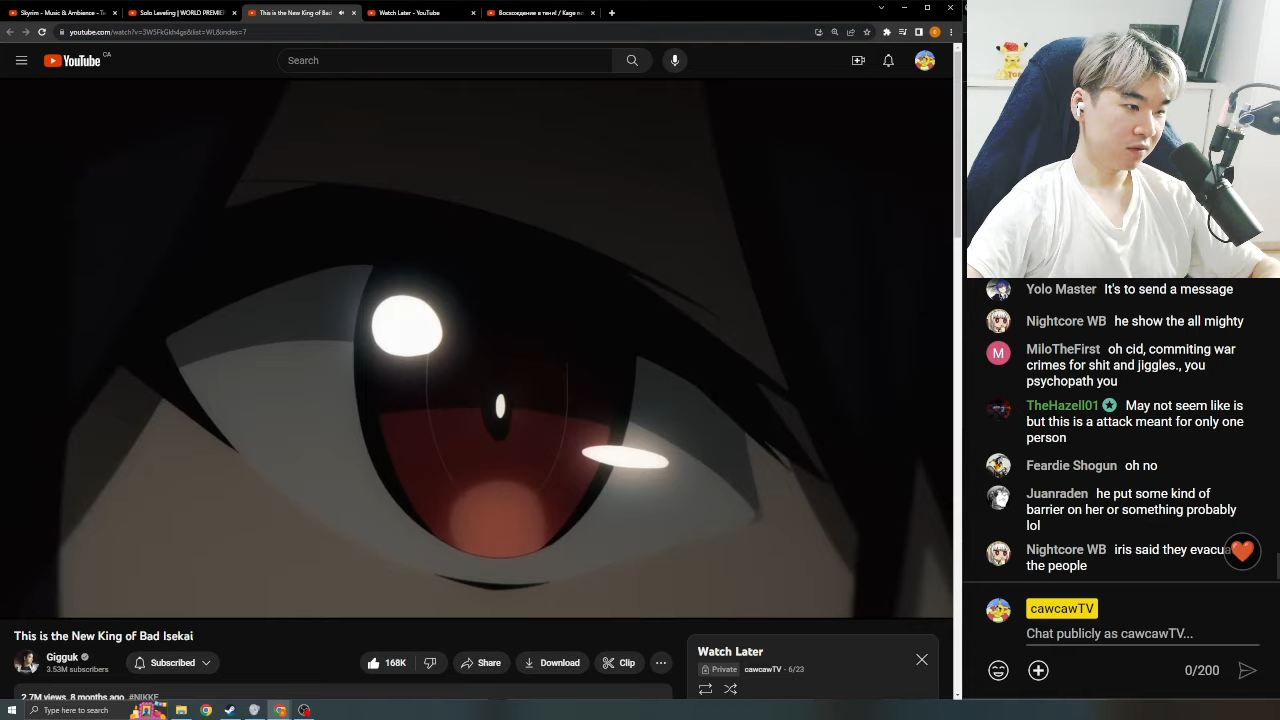 Skyrim - Music & Ambience -
Solo Leveling | WORLD PREMIE
This is the New King of Bad
Watch Later - YouTube
Восхождение в тени! / Kage
youtube.com/watch?v=3W5FkGkh4gs&list=WL&index=7
YouTube CA
Search
Yolo Master It's to send a message
Nightcore WB he show the all mighty
MiloTheFirst oh cid, commiting war
crimes for shit and jiggles., you
psychopath you
TheHazell01 May not seem like is
but this is a attack meant for only one
person
Feardie Shogun oh no
Juanraden he put some kind of
barrier on her or something probably
lol
Nightcore WB iris said they evacua
the people
cawcawTV
Chat publicly as cawcawTV...
0/200
This is the New King of Bad Isekai
Gigguk
3.53M subscribers
Subscribed
168K
Share
Download
Clip
Watch Later
Private cawcawTV - 6/23
2.7M views 8 months ago #NIKKE
Type here to search